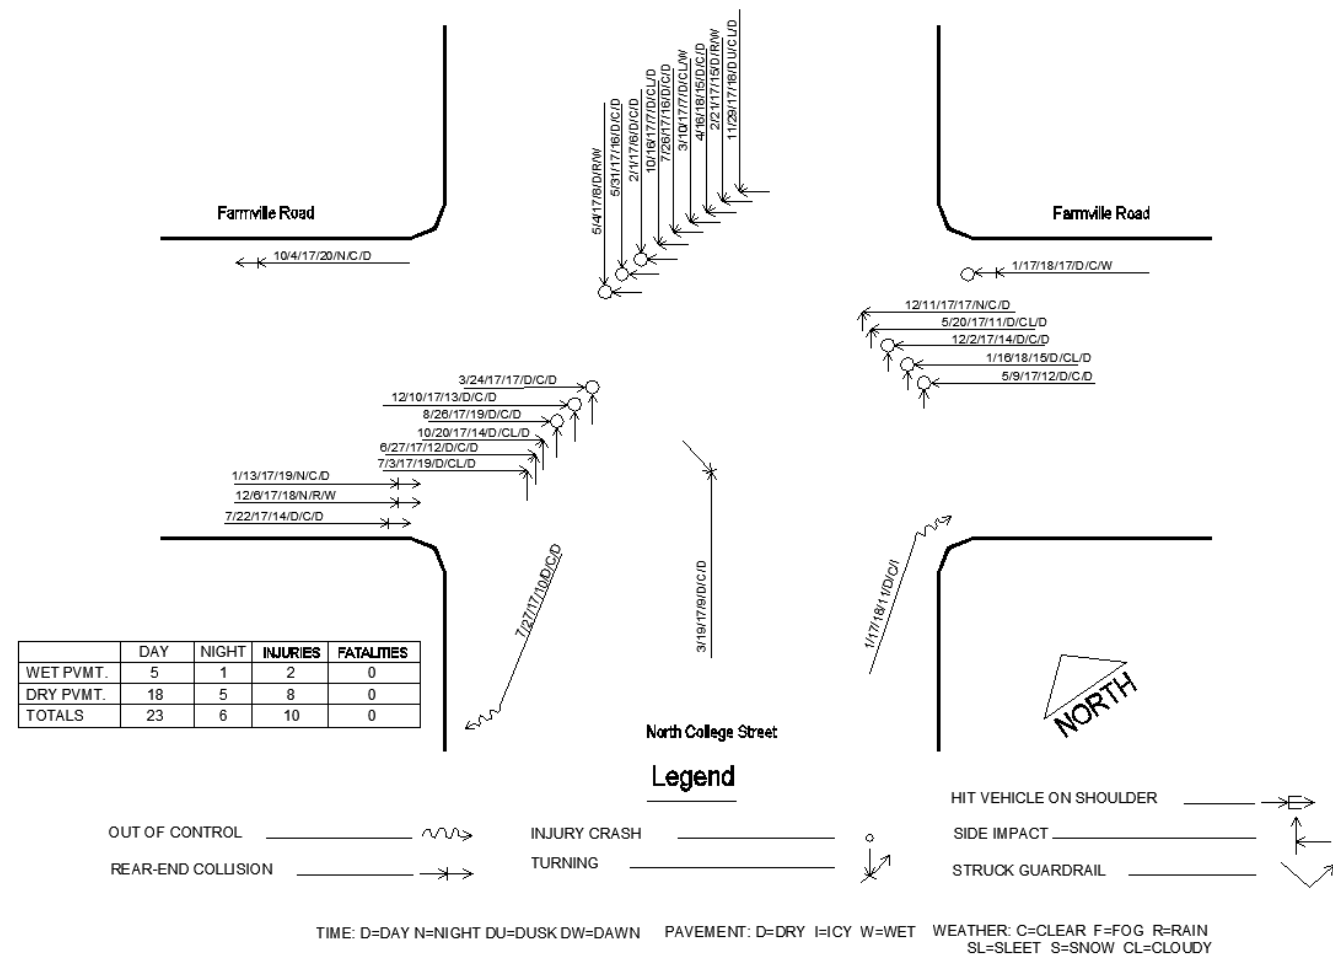 5/4/17/8/D/R/W
5/31/17/16/D/C/D
2/1/17/6/D/C/D
10/16/17/7/D/CL/D
7/26/17/16/D/C/D
3/10/17/7/D/CL/W
4/16/18/15/D/C/D
2/21/17/15/D/R/W
11/29/17/18/DU/CL/D
Farmville Road
Farmville Road
10/4/17/20/N/C/D
1/17/18/17/D/C/W
12/11/17/17/N/C/D
5/20/17/11/D/CL/D
12/2/17/14/D/C/D
1/16/18/15/D/CL/D
5/9/17/12/D/C/D
3/24/17/17/D/C/D
12/10/17/13/D/C/D
8/26/17/19/D/C/D
10/20/17/14/D/CL/D
6/27/17/12/D/C/D
7/3/17/19/D/CL/D
1/13/17/19/N/C/D
12/6/17/18/N/R/W
7/22/17/14/D/C/D
7/27/17/10/D/C/D
3/19/17/9/D/C/D
1/17/18/11/D/C/I
DAY NIGHT INJURIES FATALITIES
WET PVMT. 5 1 2 0
DRY PVMT. 18 5 8 0
TOTALS 23 6 10 0
NORTH
North College Street
Legend
OUT OF CONTROL
REAR-END COLLISION
INJURY CRASH
TURNING
HIT VEHICLE ON SHOULDER
SIDE IMPACT
STRUCK GUARDRAIL
TIME: D=DAY N=NIGHT DU=DUSK DW=DAWN PAVEMENT: D=DRY I=ICY W=WET WEATHER: C=CLEAR F=FOG R=RAIN
SL=SLEET S=SNOW CL=CLOUDY